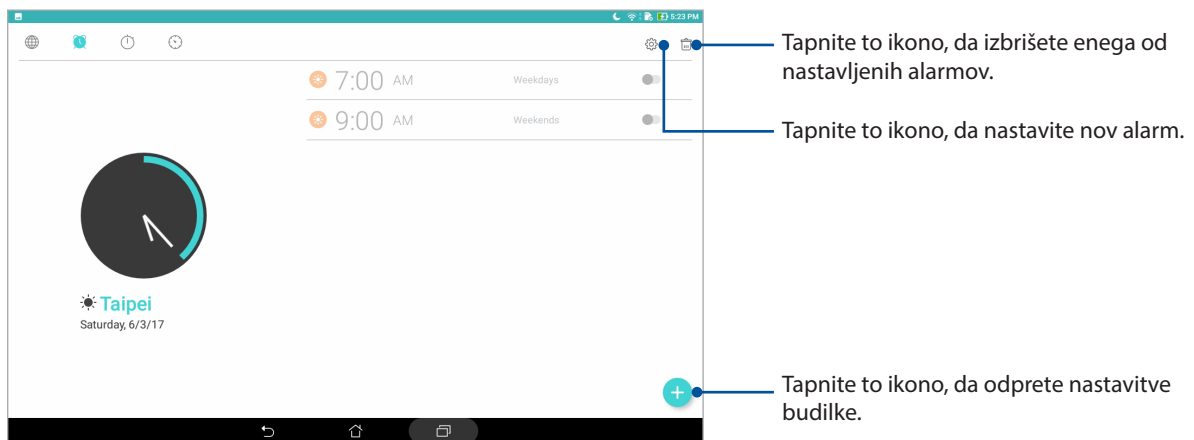 5:23 PM
Tapnite to ikono, da izbrišete enega od
nastavljenih alarmov.
7:00 AM Weekdays
9:00 AM Weekends
Tapnite to ikono, da nastavite nov alarm.
Taipei
Saturday, 6/3/17
Tapnite to ikono, da odprete nastavitve
budilke.